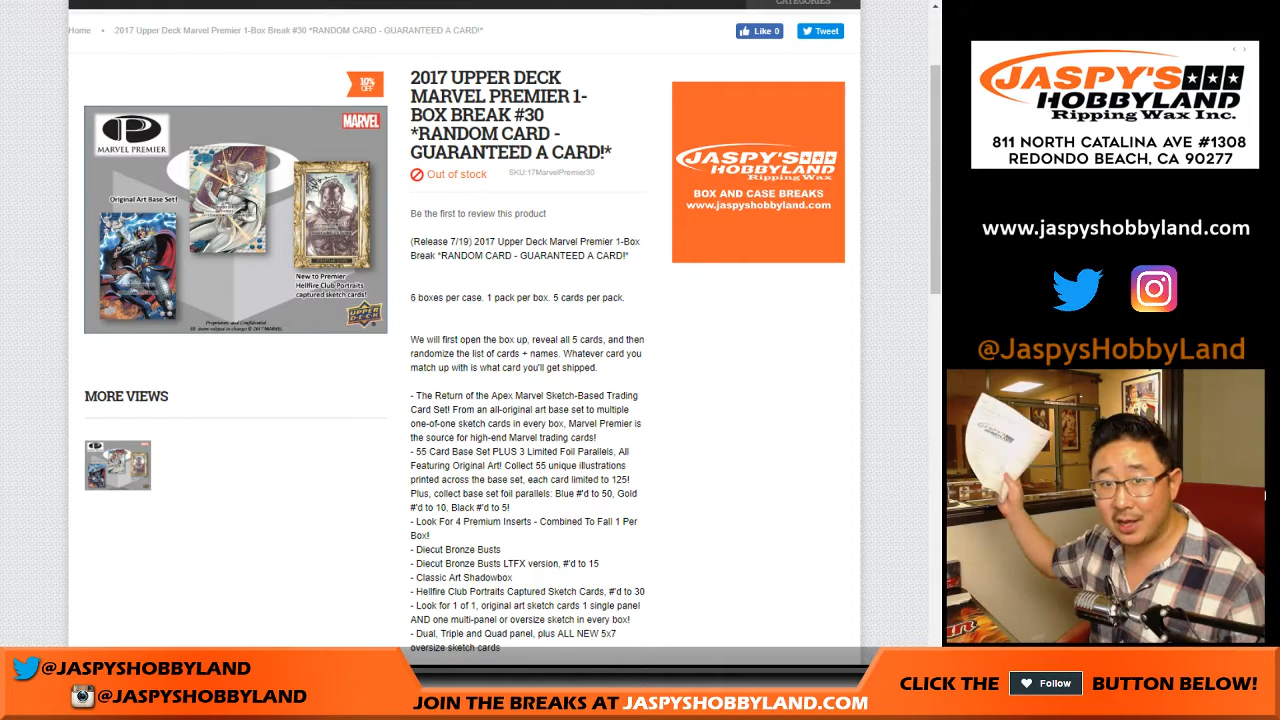 CATEGORIES
Home • 2017 Upper Deck Marvel Premier 1-Box Break #30 *RANDOM CARD - GUARANTEED A CARD!*
Like 0
Tweet
10%
OFF
P
MARVEL PREMIER
MARVEL
Original Art Base Set!
New to Premier
Hellfire Club Portraits
captured sketch cards!
UPPER DECK
MORE VIEWS
2017 UPPER DECK
MARVEL PREMIER 1-
BOX BREAK #30
*RANDOM CARD -
GUARANTEED A CARD!*
Out of stock
SKU:17MarvelPremier30
Be the first to review this product
(Release 7/19) 2017 Upper Deck Marvel Premier 1-Box
Break *RANDOM CARD - GUARANTEED A CARD!*
6 boxes per case. 1 pack per box. 5 cards per pack.
We will first open the box up, reveal all 5 cards, and then
randomize the list of cards + names. Whatever card you
match up with is what card you'll get shipped.
- The Return of the Apex Marvel Sketch-Based Trading
Card Set! From an all-original art base set to multiple
one-of-one sketch cards in every box, Marvel Premier is
the source for high-end Marvel trading cards!
- 55 Card Base Set PLUS 3 Limited Foil Parallels, All
Featuring Original Art! Collect 55 unique illustrations
printed across the base set, each card limited to 125!
Plus, collect base set foil parallels: Blue #'d to 50, Gold
#'d to 10, Black #'d to 5!
- Look For 4 Premium Inserts - Combined To Fall 1 Per
Box!
- Diecut Bronze Busts
- Diecut Bronze Busts LTFX version, #'d to 15
- Classic Art Shadowbox
- Hellfire Club Portraits Captured Sketch Cards, #'d to 30
- Look for 1 of 1, original art sketch cards 1 single panel
AND one multi-panel or oversize sketch in every box!
- Dual, Triple and Quad panel, plus ALL NEW 5x7
oversize sketch cards
JASPY'S
HOBBYLAND
Ripping Wax
BOX AND CASE BREAKS
www.jaspyshobbyland.com
JASPY'S
HOBBYLAND
Ripping Wax Inc.
811 NORTH CATALINA AVE #1308
REDONDO BEACH, CA 90277
www.jaspyshobbyland.com
@JaspysHobbyLand
@JASPYSHOBBYLAND
@JASPYSHOBBYLAND
JOIN THE BREAKS AT JASPYSHOBBYLAND.COM
CLICK THE Follow BUTTON BELOW!